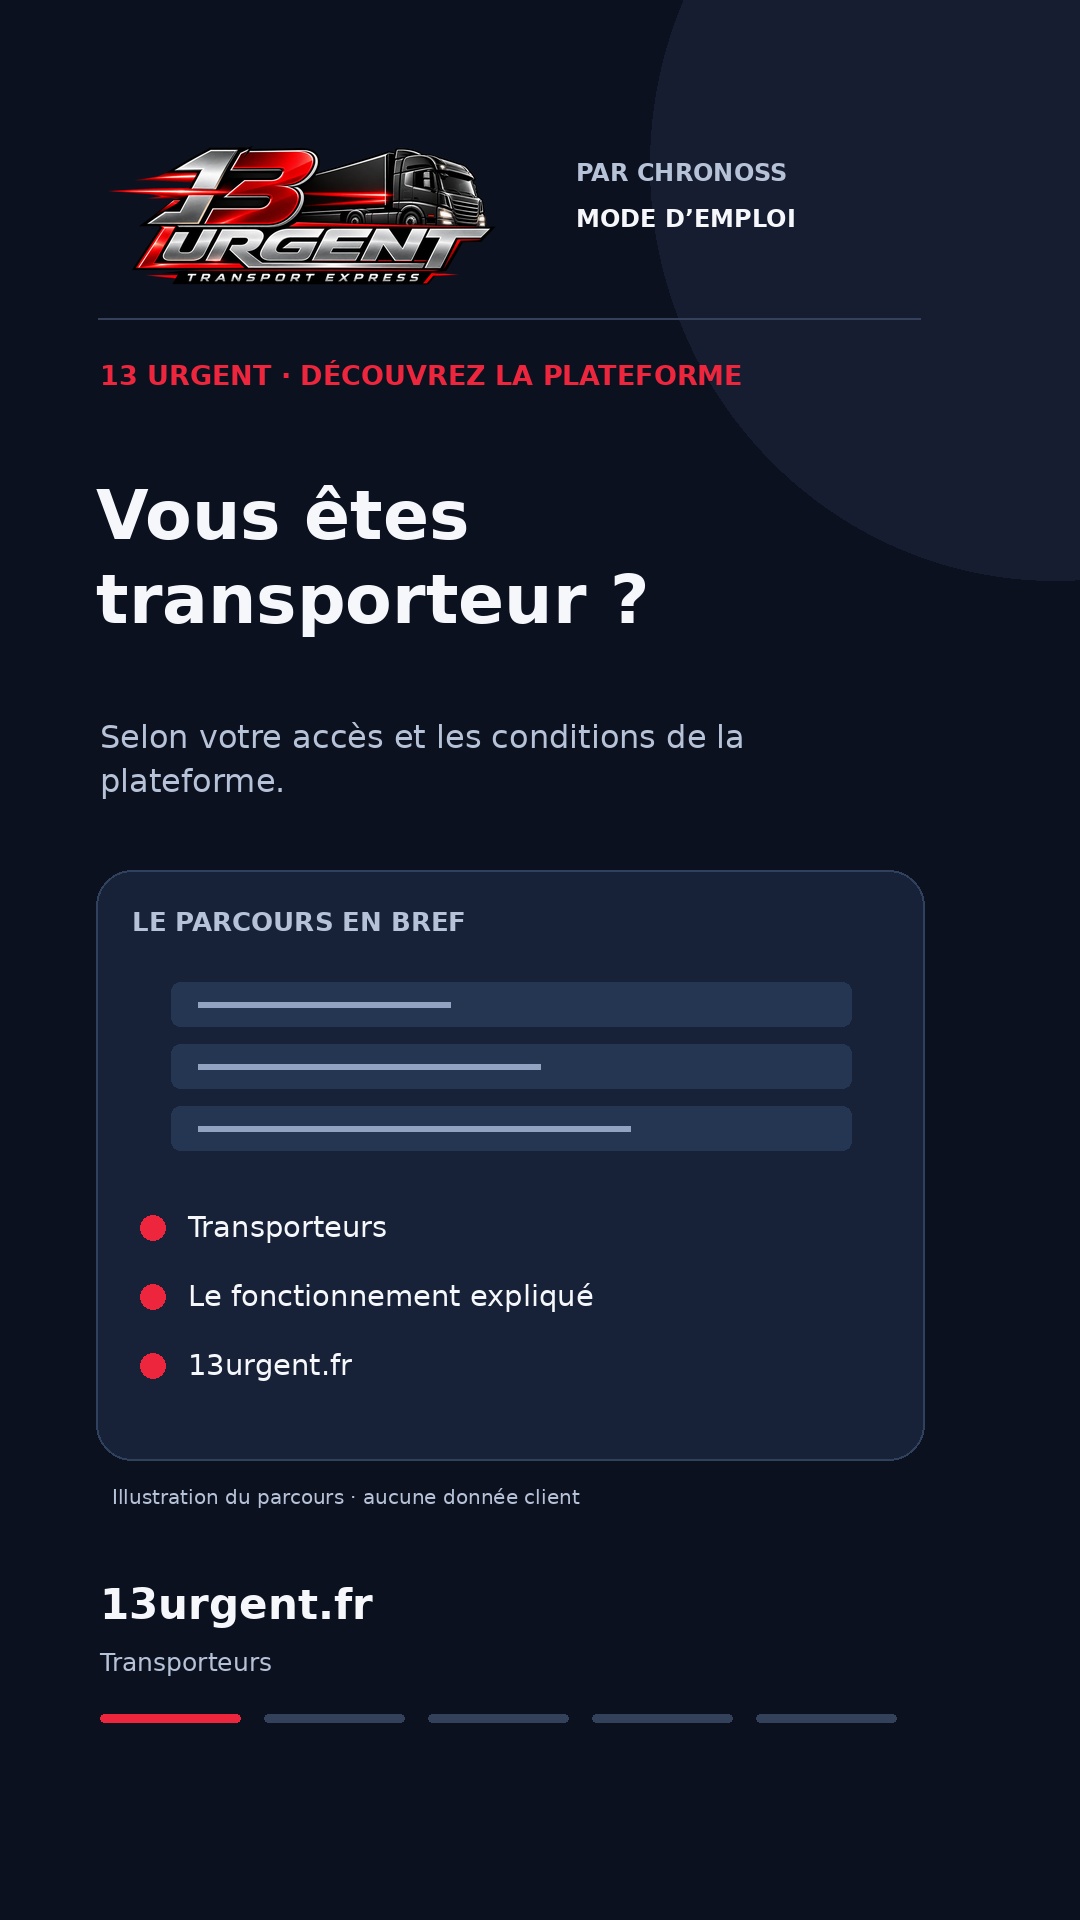 13
URGENT
TRANSPORT EXPRESS
PAR CHRONOSS
MODE D’EMPLOI
13 URGENT · DÉCOUVREZ LA PLATEFORME
Vous êtes
transporteur ?
Selon votre accès et les conditions de la
plateforme.
LE PARCOURS EN BREF
Transporteurs
Le fonctionnement expliqué
13urgent.fr
Illustration du parcours · aucune donnée client
13urgent.fr
Transporteurs